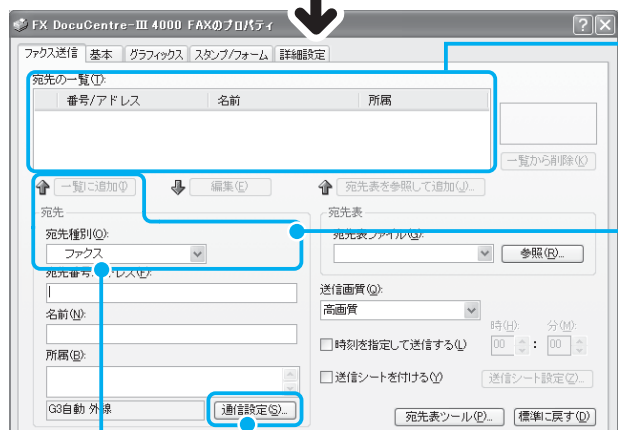 FX DocuCentre-III 4000 FAXのプロパティ
ファクス送信 基本 グラフィックス スタンプ/フォーム 詳細設定
宛先の一覧(T):
番号/アドレス 名前 所属
一覧から削除(K)
一覧に追加(I) 編集(E) 宛先表を参照して追加(J)...
宛先 宛先表
宛先種別(O): 宛先表ファイル(G):
ファクス 参照(R)...
宛先番号/アドレス(F):
送信画質(Q):
高画質
名前(N):
時(H): 分(M):
時刻を指定して送信する(L) 00 : 00
所属(B):
送信シートを付ける(Y) 送信シート設定(Z)...
G3自動 外線 通信設定(S)...
宛先表ツール(P)... 標準に戻す(D)